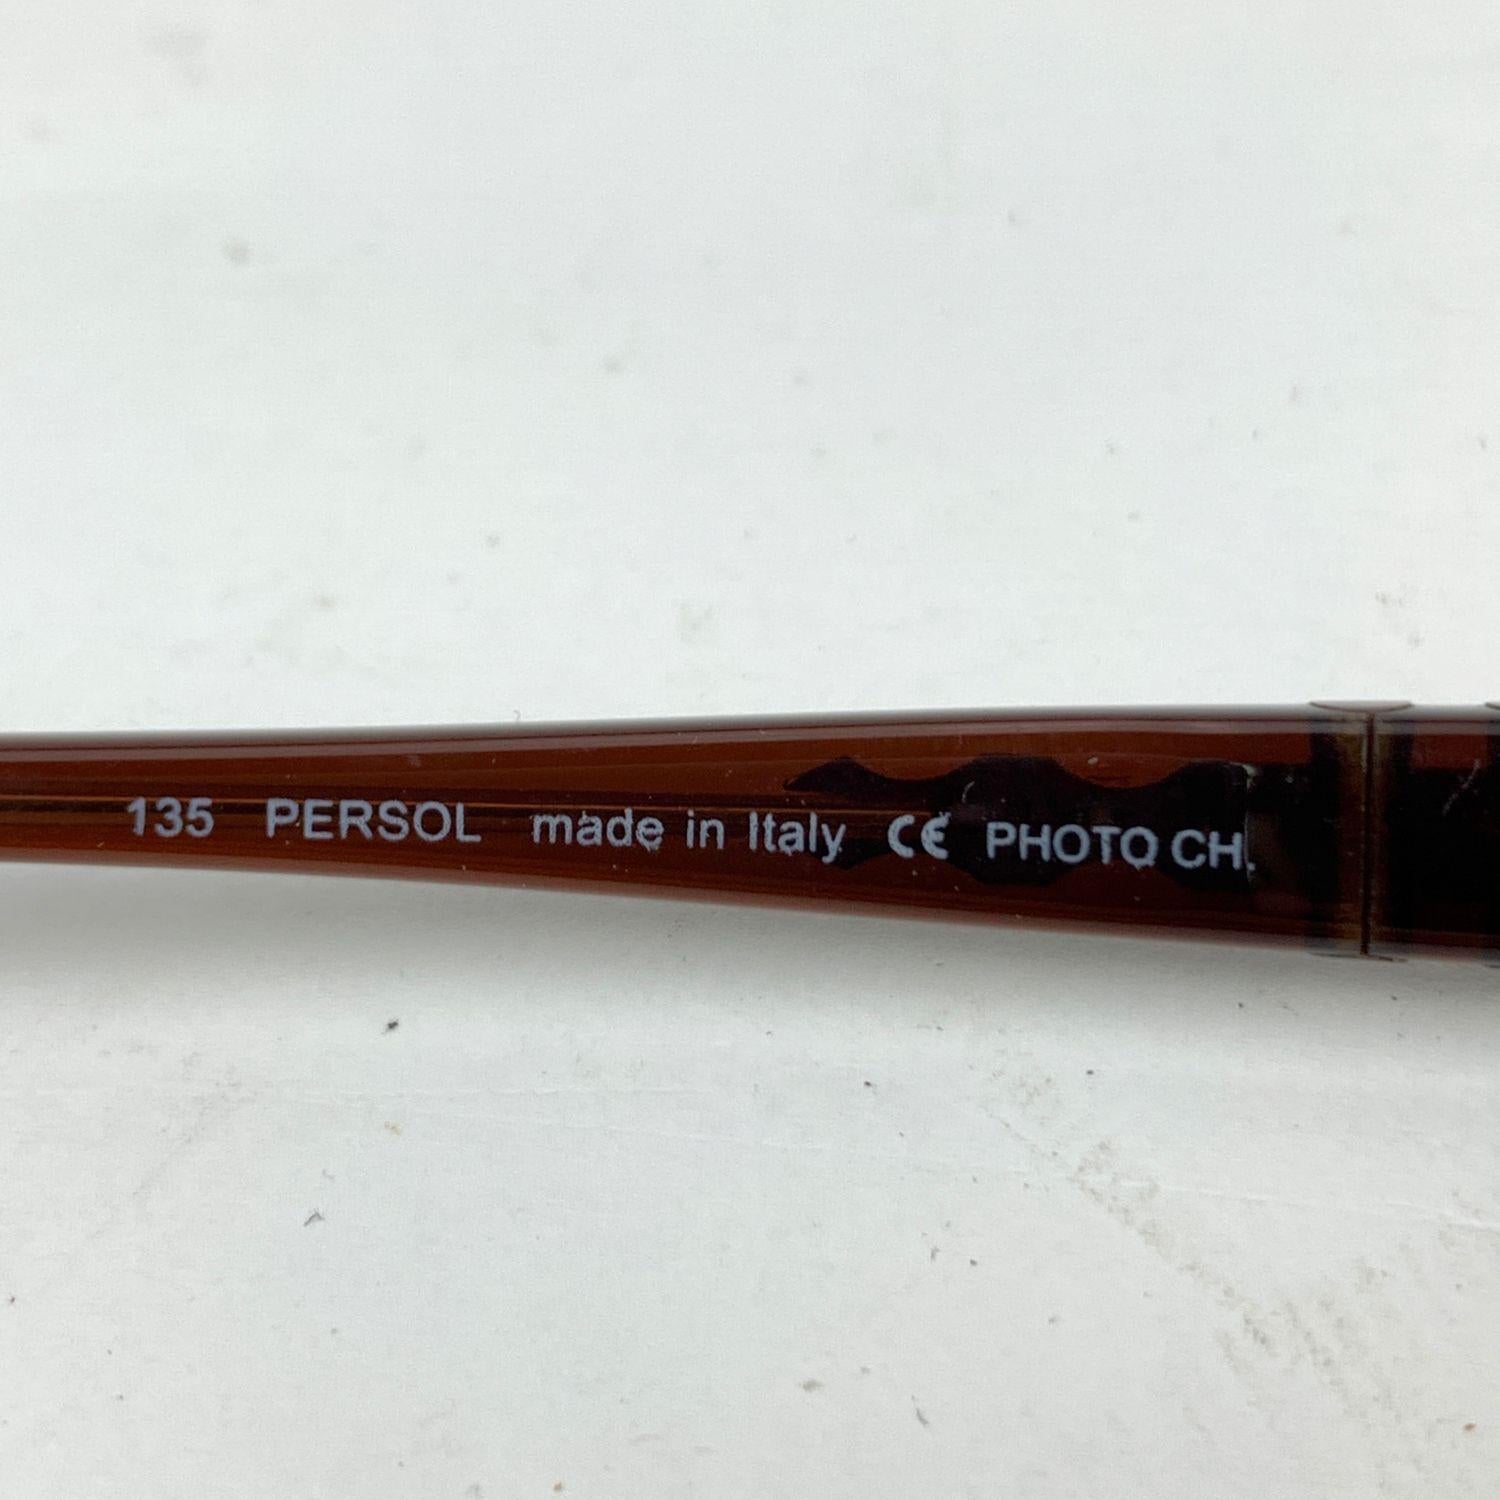 135 PERSOL made in Italy CE PHOTO CH.